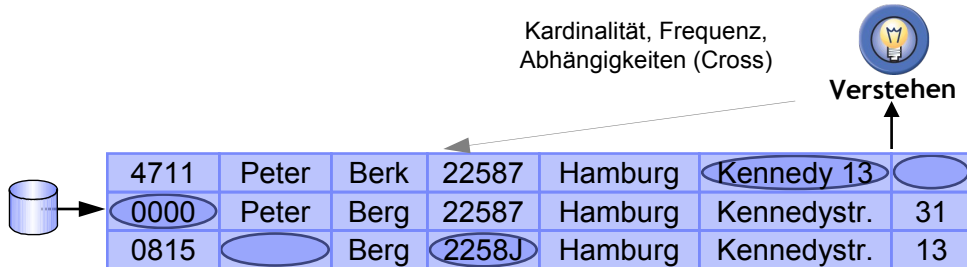 Kardinalität, Frequenz,
Abhängigkeiten (Cross)
Verstehen
4711 Peter Berk 22587 Hamburg Kennedy 13
0000 Peter Berg 22587 Hamburg Kennedystr. 31
0815 Berg 2258J Hamburg Kennedystr. 13